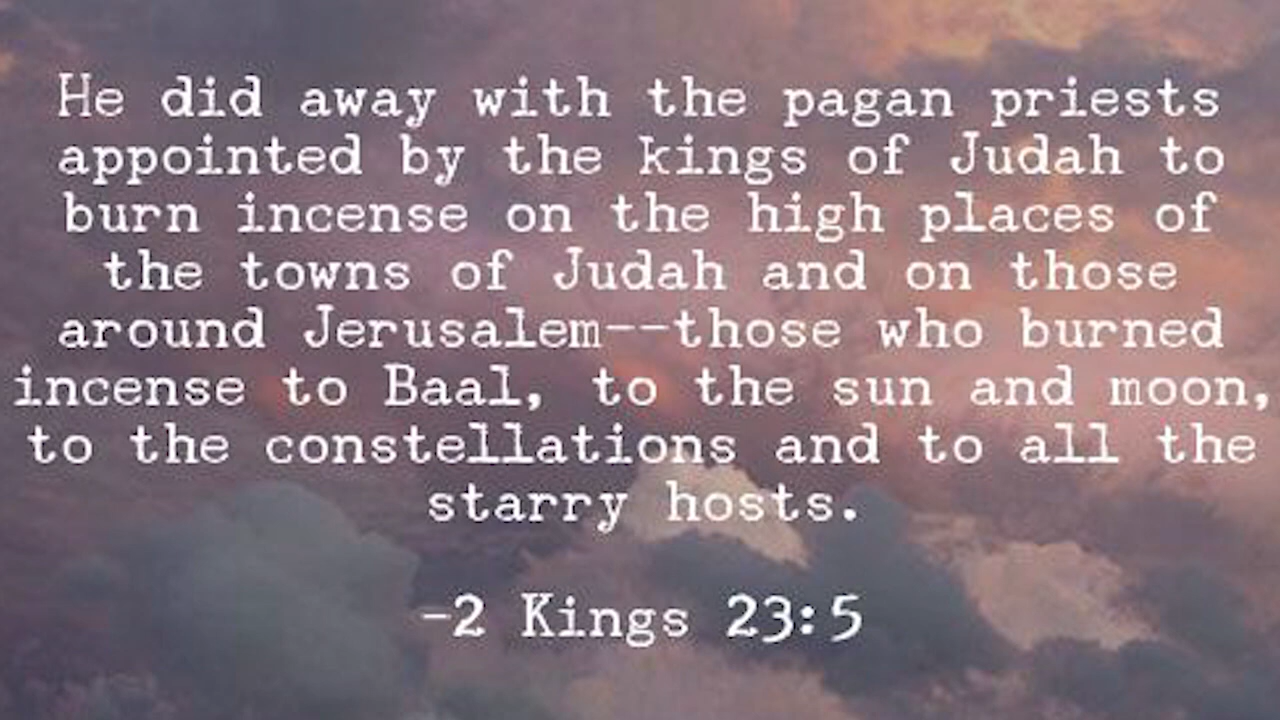 He did away with the pagan priests
appointed by the kings of Judah to
burn incense on the high places of
the towns of Judah and on those
around Jerusalem--those who burned
incense to Baal, to the sun and moon,
to the constellations and to all the
starry hosts.
-2 Kings 23:5